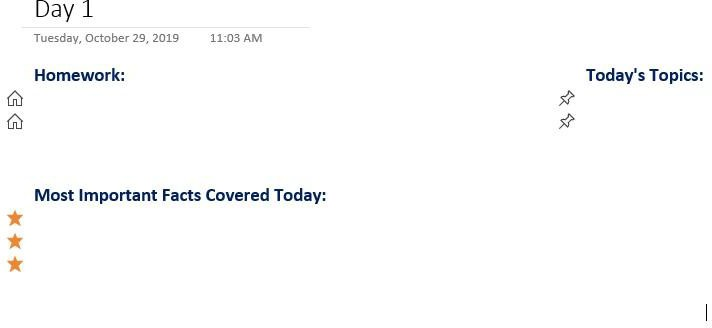 Day 1
Tuesday, October 29, 2019 11:03 AM
Homework: Today's Topics:
Most Important Facts Covered Today: